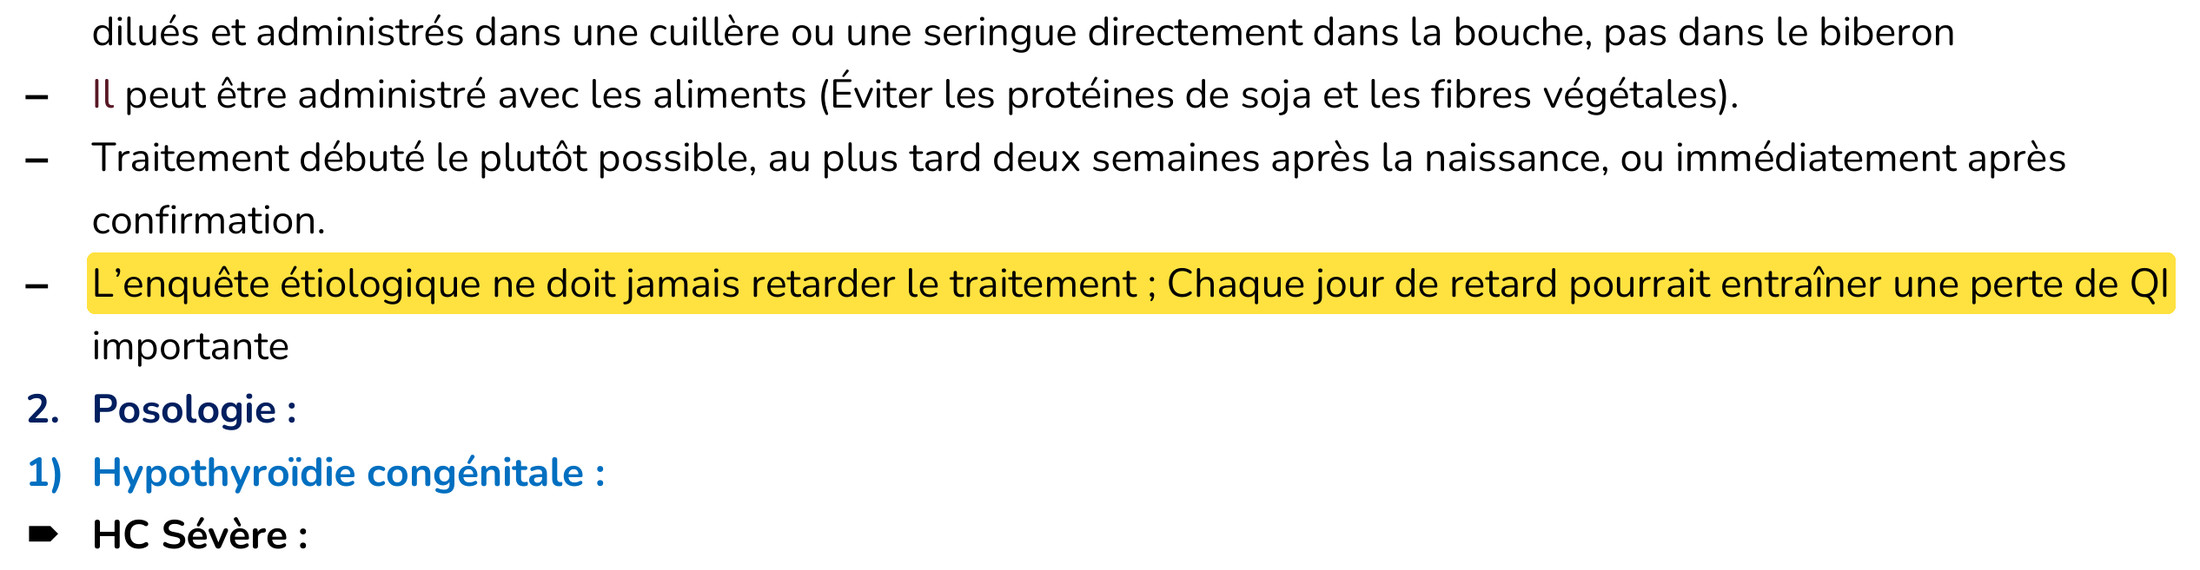 dilués et administrés dans une cuillère ou une seringue directement dans la bouche, pas dans le biberon
– Il peut être administré avec les aliments (Éviter les protéines de soja et les fibres végétales).
– Traitement débuté le plutôt possible, au plus tard deux semaines après la naissance, ou immédiatement après
confirmation.
– L’enquête étiologique ne doit jamais retarder le traitement ; Chaque jour de retard pourrait entraîner une perte de QI
importante
2. Posologie :
1) Hypothyroïdie congénitale :
HC Sévère :